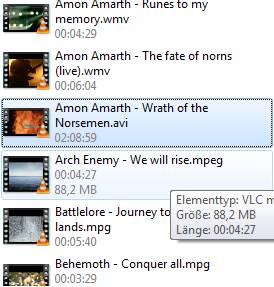 Amon Amarth - Runes to my
memory.wmv
00:04:29
Amon Amarth - The fate of norns
(live).wmv
00:06:04
Amon Amarth - Wrath of the
Norsemen.avi
02:08:59
Arch Enemy - We will rise.mpeg
00:04:27
88,2 MB
Elementtyp: VLC m
Größe: 88,2 MB
Länge: 00:04:27
Battlelore - Journey to
lands.mpg
00:05:40
Behemoth - Conquer all.mpg
00:03:29